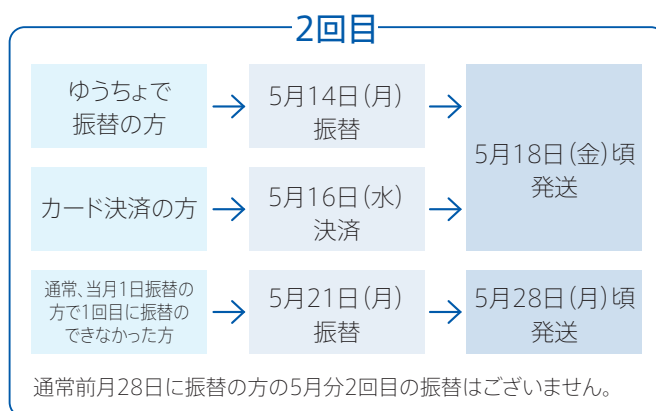 2回目
ゆうちょで
振替の方
5月14日(月)
振替
5月18日(金)頃
発送
カード決済の方
5月16日(水)
決済
通常、当月1日振替の
方で1回目に振替の
できなかった方
5月21日(月)
振替
5月28日(月)頃
発送
通常前月28日に振替の方の5月分2回目の振替はございません。